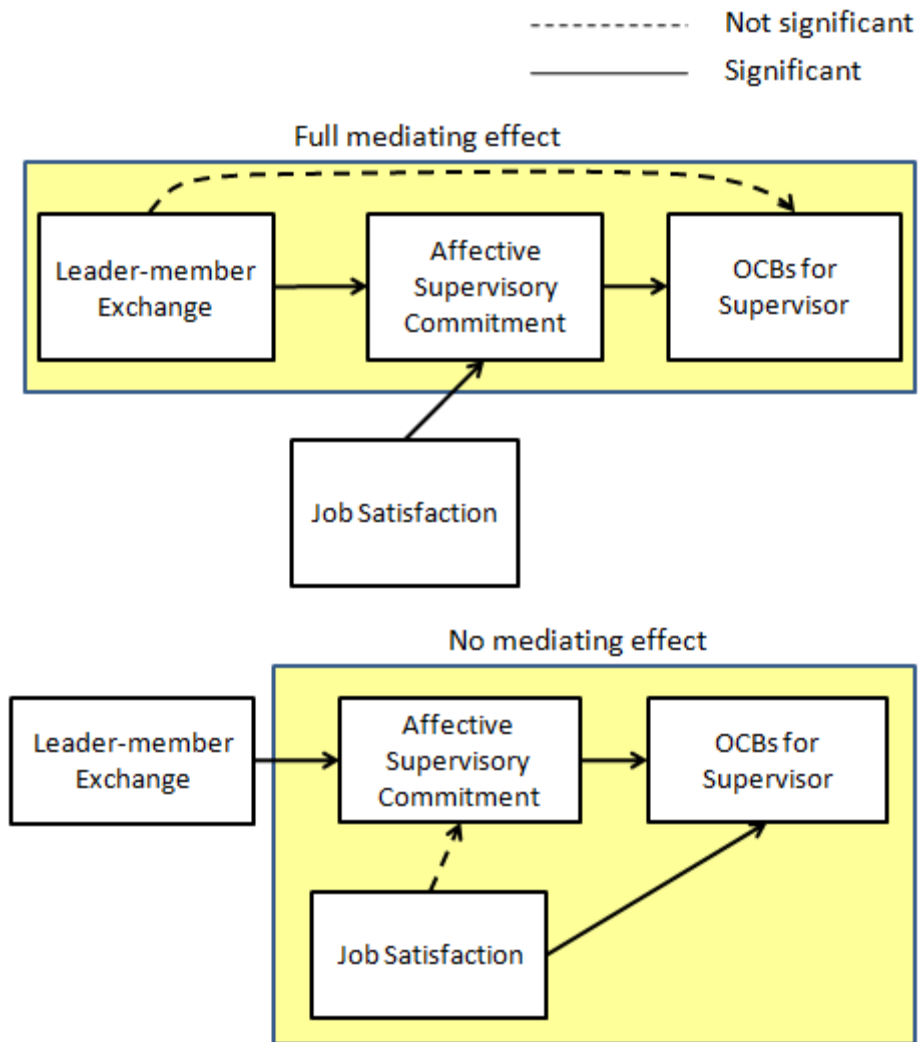 Not significant
Significant
Full mediating effect
Leader-member
Exchange
Affective
Supervisory
Commitment
OCBs for
Supervisor
Job Satisfaction
No mediating effect
Leader-member
Exchange
Affective
Supervisory
Commitment
OCBs for
Supervisor
Job Satisfaction